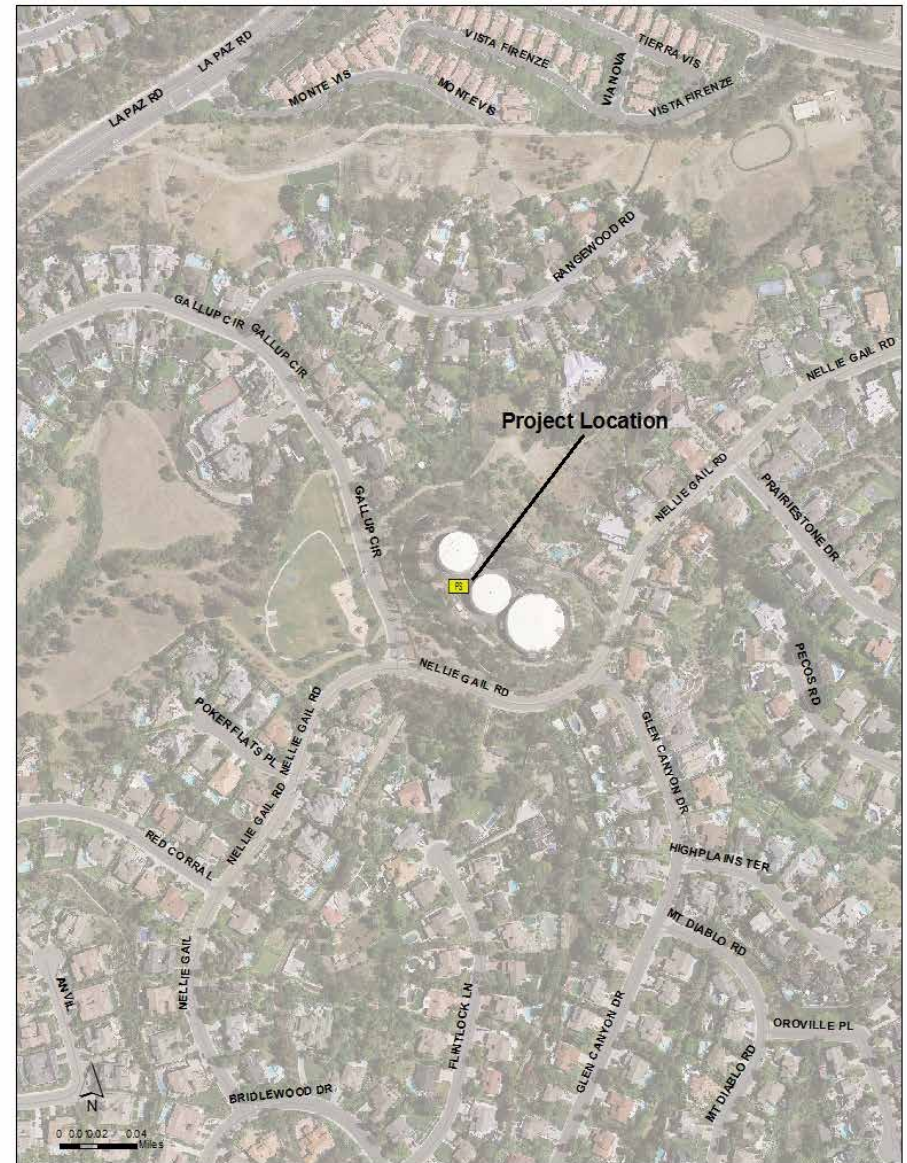 LA PAZ RD
LA PAZ RD
MONTE VIS
MONTE VIS
VISTA FIRENZE
VIA NOVA
TIERRA VIS
VISTA FIRENZE
RANGEWOOD RD
GALLUP CIR
GALLUP CIR
NELLIE GAIL RD
Project Location
NELLIE GAIL RD
PRAIRIESTONE DR
GALLUP CIR
PS
NELLIE GAIL RD
PECOS RD
POKER FLATS PL
NELLIE GAIL RD
GLEN CANYON DR
NELLIE GAIL RD
RED CORRAL
HIGH PLAINS TER
MT DIABLO RD
NELLIE GAIL
ANVIL
FLINTLOCK LN
GLEN CANYON DR
OROVILLE PL
MT DIABLO RD
BRIDLEWOOD DR
N
0 0.01 0.02 0.04
Miles